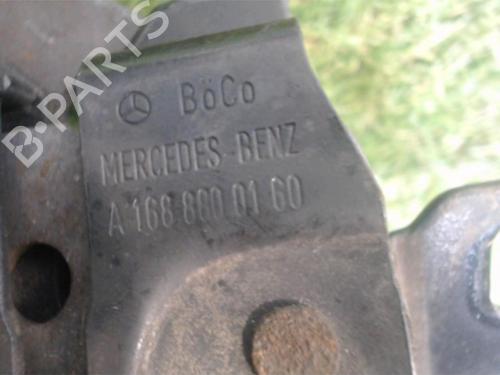 BöCo
MERCEDES-BENZ
A 168 880 01 60
B-PARTS